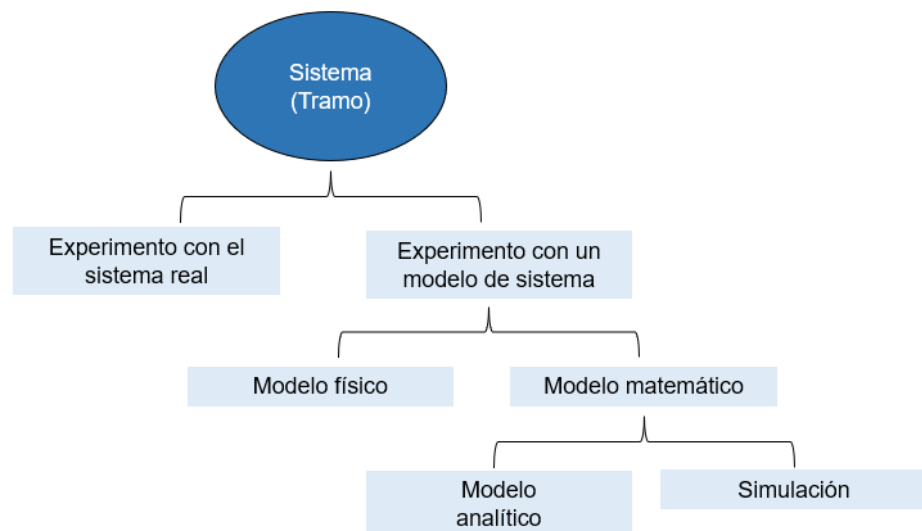 Sistema
(Tramo)
Experimento con el
sistema real
Experimento con un
modelo de sistema
Modelo físico
Modelo matemático
Modelo
analítico
Simulación